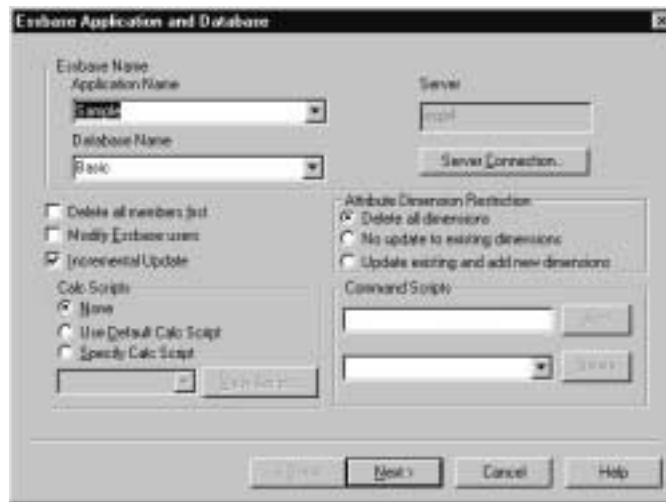 Essbase Application and Database
Essbase Name
Application Name
Server
Sample
Database Name
Basic
Server Connection...
Delete all members first
Modify Essbase users
Incremental Update
Attribute Dimension Restriction
Delete all dimensions
No update to existing dimensions
Update existing and add new dimensions
Calc Scripts
None
Use Default Calc Script
Specify Calc Script
Command Scripts
Next >
Cancel
Help